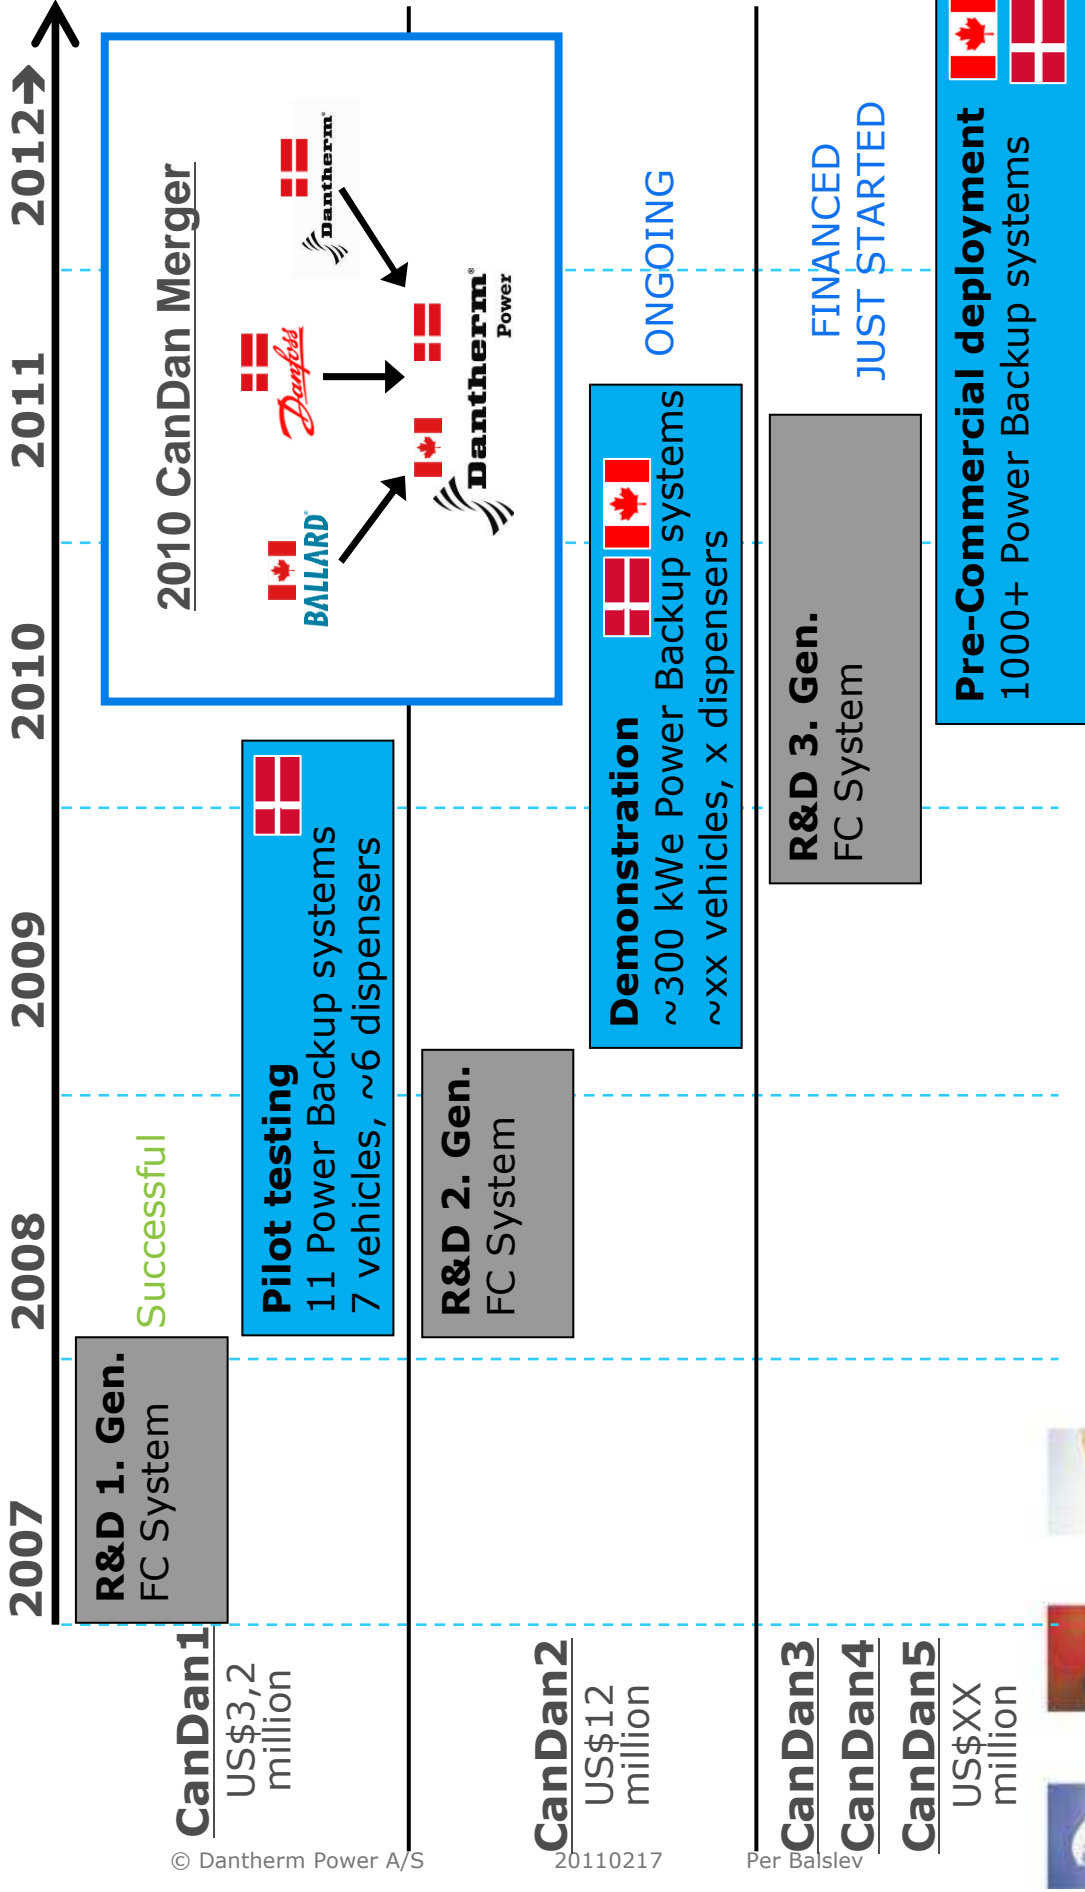 2007 2008 2009 2010 2011 2012→
CanDan1
US$3,2
million
R&D 1. Gen.
FC System
Successful
Pilot testing
11 Power Backup systems
7 vehicles, ~6 dispensers
2010 CanDan Merger
BALLARD®
Danfoss
Dantherm®
Dantherm®
Power
CanDan2
US$12
million
R&D 2. Gen.
FC System
Demonstration
~300 kWe Power Backup systems
~xx vehicles, x dispensers
ONGOING
CanDan3
CanDan4
CanDan5
US$XX
million
R&D 3. Gen.
FC System
FINANCED
JUST STARTED
Pre-Commercial deployment
1000+ Power Backup systems
© Dantherm Power A/S
20110217
Per Balslev